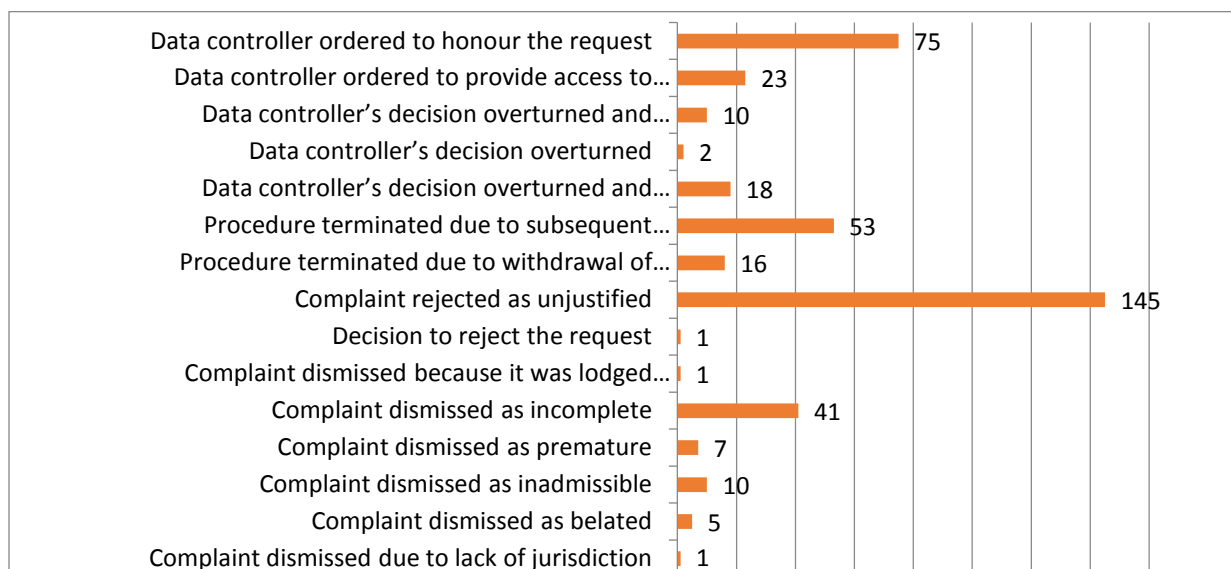 Data controller ordered to honour the request 75
Data controller ordered to provide access to… 23
Data controller’s decision overturned and… 10
Data controller’s decision overturned 2
Data controller’s decision overturned and… 18
Procedure terminated due to subsequent… 53
Procedure terminated due to withdrawal of… 16
Complaint rejected as unjustified 145
Decision to reject the request 1
Complaint dismissed because it was lodged… 1
Complaint dismissed as incomplete 41
Complaint dismissed as premature 7
Complaint dismissed as inadmissible 10
Complaint dismissed as belated 5
Complaint dismissed due to lack of jurisdiction 1